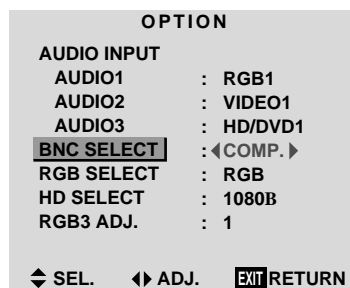 OPTION
AUDIO INPUT
AUDIO1 : RGB1
AUDIO2 : VIDEO1
AUDIO3 : HD/DVD1
BNC SELECT : ◀COMP.▶
RGB SELECT : RGB
HD SELECT : 1080B
RGB3 ADJ. : 1
SEL. ADJ. EXIT RETURN